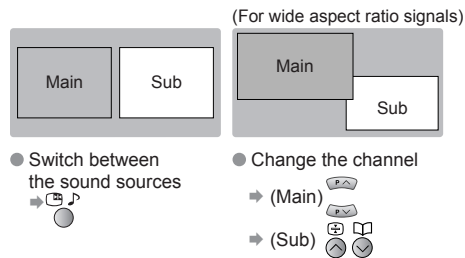 (For wide aspect ratio signals)
Main
Sub
Main
Sub
● Switch between
the sound sources
● Change the channel
(Main) P
P
(Sub)